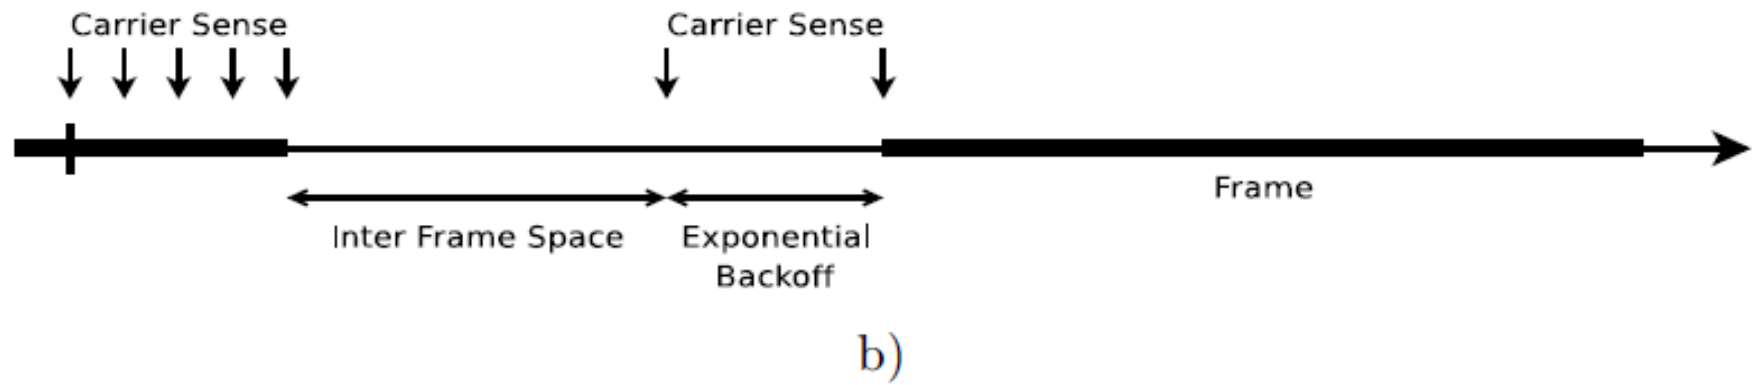 Carrier Sense
Carrier Sense
Frame
Inter Frame Space
Exponential
Backoff
b)